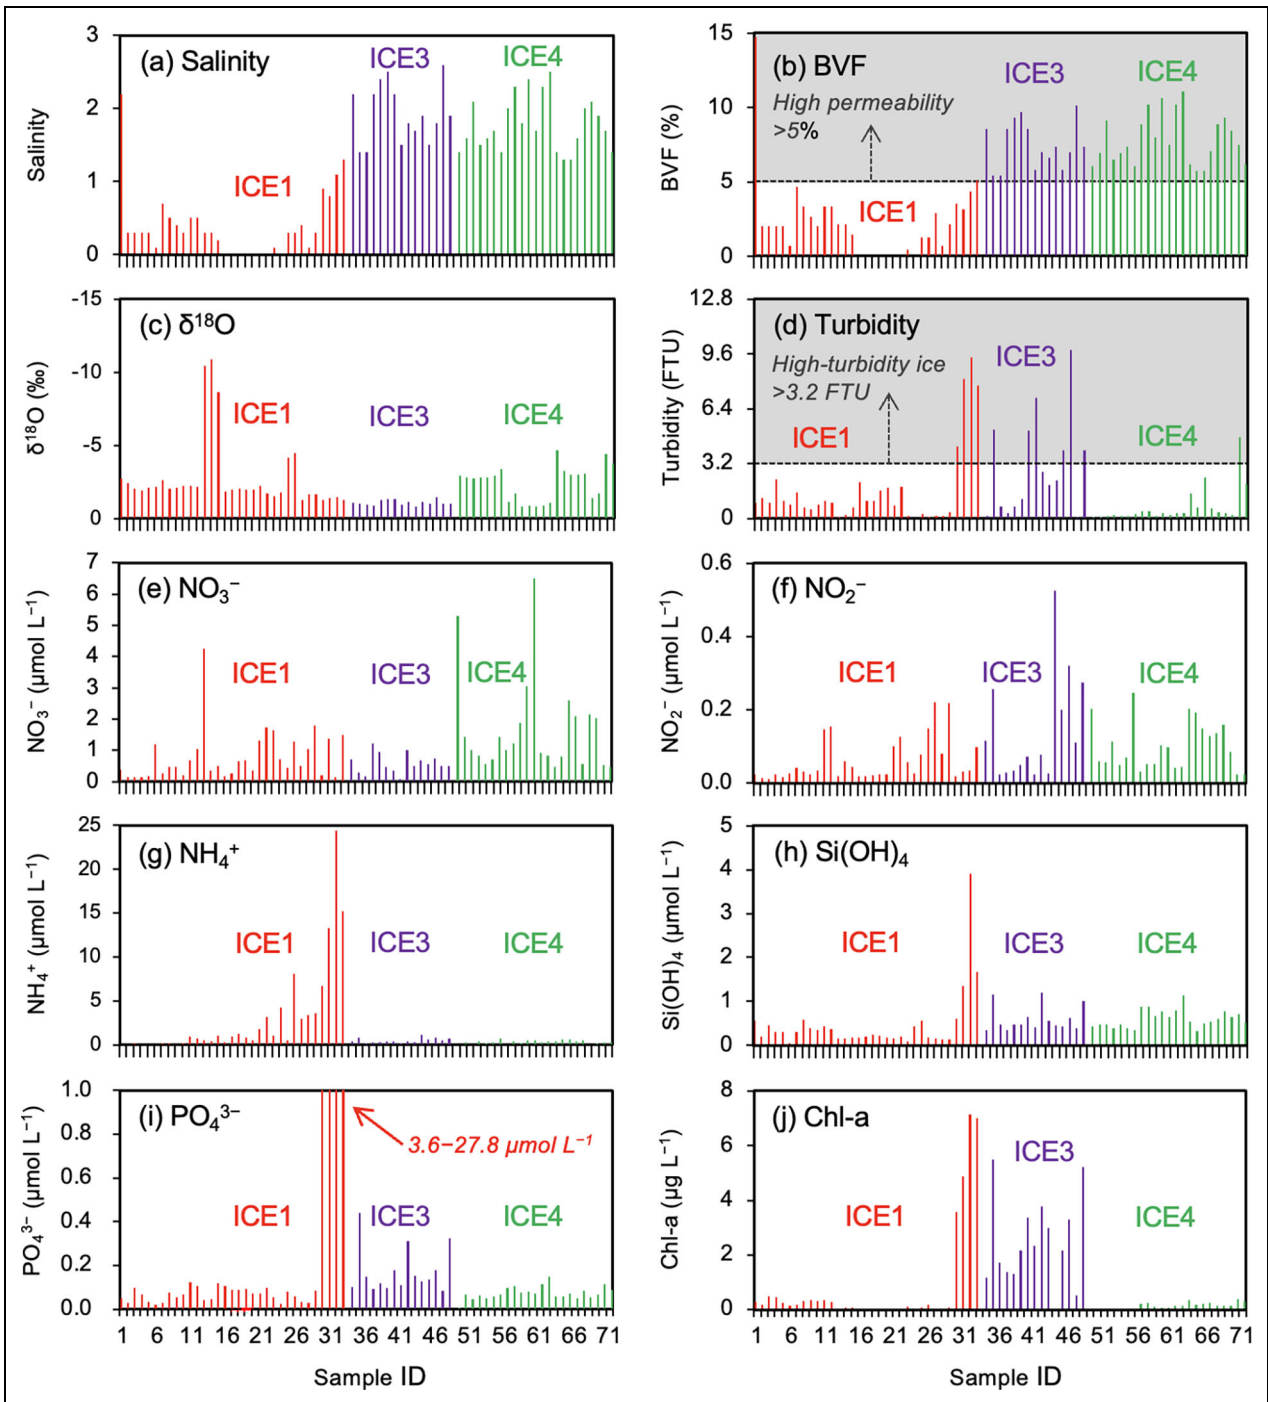 (a) Salinity
ICE1
ICE3
ICE4
Salinity
3
2
1
0
(b) BVF
High permeability
>5%
ICE1
ICE3
ICE4
BVF (%)
15
10
5
0
(c) δ¹⁸O
ICE1
ICE3
ICE4
δ¹⁸O (‰)
-15
-10
-5
0
(d) Turbidity
High-turbidity ice
>3.2 FTU
ICE1
ICE3
ICE4
Turbidity (FTU)
12.8
9.6
6.4
3.2
0
(e) NO₃⁻
ICE1
ICE3
ICE4
NO₃⁻ (µmol L⁻¹)
7
6
5
4
3
2
1
0
(f) NO₂⁻
ICE1
ICE3
ICE4
NO₂⁻ (µmol L⁻¹)
0.6
0.4
0.2
0.0
(g) NH₄⁺
ICE1
ICE3
ICE4
NH₄⁺ (µmol L⁻¹)
25
20
15
10
5
0
(h) Si(OH)₄
ICE1
ICE3
ICE4
Si(OH)₄ (µmol L⁻¹)
5
4
3
2
1
0
(i) PO₄³⁻
3.6−27.8 µmol L⁻¹
ICE1
ICE3
ICE4
PO₄³⁻ (µmol L⁻¹)
1.0
0.8
0.6
0.4
0.2
0.0
1 6 11 16 21 26 31 36 41 46 51 56 61 66 71
Sample ID
(j) Chl-a
ICE1
ICE3
ICE4
Chl-a (µg L⁻¹)
8
6
4
2
0
1 6 11 16 21 26 31 36 41 46 51 56 61 66 71
Sample ID